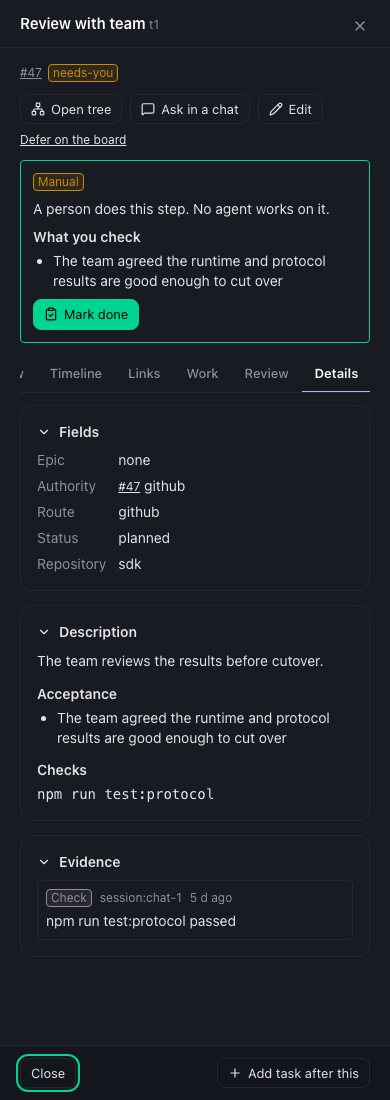 Review with team t1
#47 needs-you
Open tree Ask in a chat Edit
Defer on the board
Manual
A person does this step. No agent works on it.
What you check
• The team agreed the runtime and protocol
results are good enough to cut over
Mark done
Timeline Links Work Review Details
Fields
Epic none
Authority #47 github
Route github
Status planned
Repository sdk
Description
The team reviews the results before cutover.
Acceptance
• The team agreed the runtime and protocol
results are good enough to cut over
Checks
npm run test:protocol
Evidence
Check session:chat-1 5 d ago
npm run test:protocol passed
Close + Add task after this